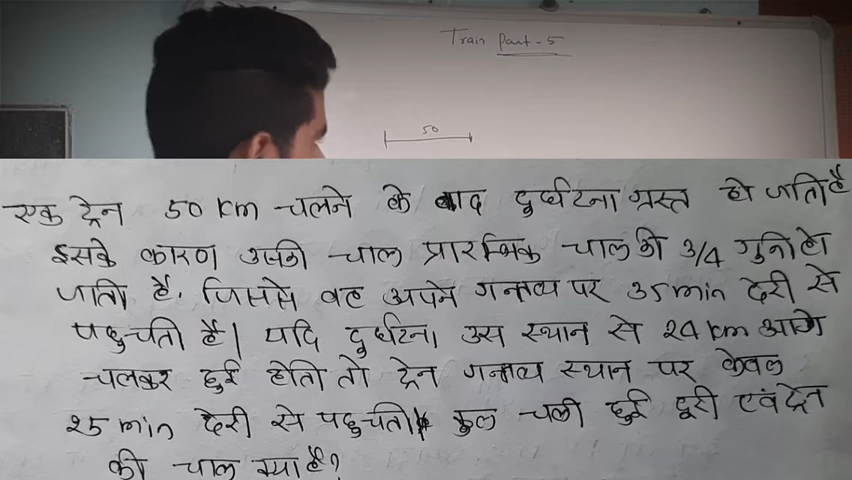 Train Part-5
50
एक ट्रेन 50 km चलने के बाद दुर्घटना ग्रस्त हो जाती है
इसके कारण उसकी चाल प्रारम्भिक चाल की 3/4 गुनी हो
जाती है. जिससे वह अपने गन्तव्य पर 35 min देरी से
पहुचती है| यदि दुर्घटना उस स्थान से 24 km आगे
चलकर हुई होती तो ट्रेन गन्तव्य स्थान पर केवल
25 min देरी से पहुचती| कुल चली हुई दूरी एवं ट्रेन
की चाल क्या है?